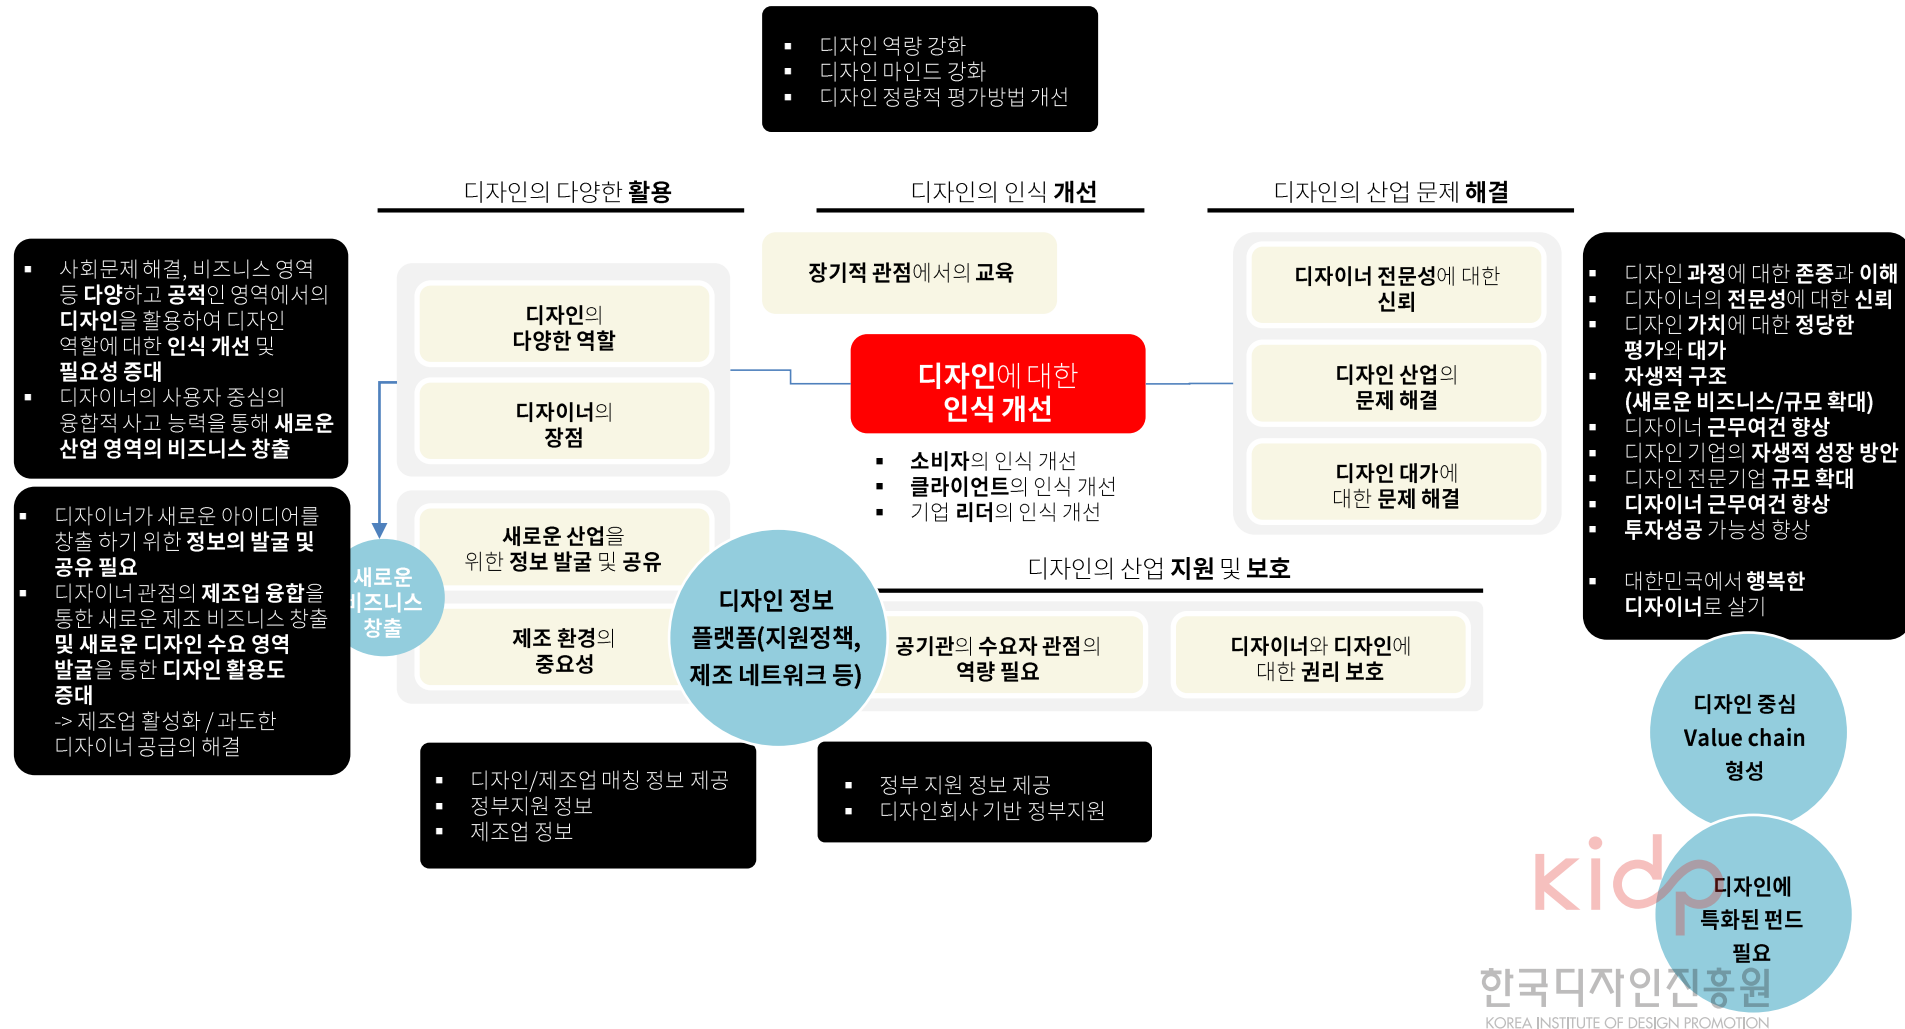 디자인 역량 강화
디자인 마인드 강화
디자인 정량적 평가방법 개선
디자인의 다양한 활용
디자인의 인식 개선
디자인의 산업 문제 해결
사회문제 해결, 비즈니스 영역
등 다양하고 공적인 영역에서의
디자인을 활용하여 디자인
역할에 대한 인식 개선 및
필요성 증대
디자이너의 사용자 중심의
융합적 사고 능력을 통해 새로운
산업 영역의 비즈니스 창출
디자이너가 새로운 아이디어를
창출 하기 위한 정보의 발굴 및
공유 필요
디자이너 관점의 제조업 융합을
통한 새로운 제조 비즈니스 창출
및 새로운 디자인 수요 영역
발굴을 통한 디자인 활용도
증대
-> 제조업 활성화 / 과도한
디자이너 공급의 해결
새로운
비즈니스
창출
디자인의
다양한 역할
디자이너의
장점
새로운 산업을
위한 정보 발굴 및 공유
제조 환경의
중요성
장기적 관점에서의 교육
디자인에 대한
인식 개선
소비자의 인식 개선
클라이언트의 인식 개선
기업 리더의 인식 개선
디자이너 전문성에 대한
신뢰
디자인 산업의
문제 해결
디자인 대가에
대한 문제 해결
디자인의 산업 지원 및 보호
디자인 정보
플랫폼(지원정책,
제조 네트워크 등)
공기관의 수요자 관점의
역량 필요
디자이너와 디자인에
대한 권리 보호
디자인/제조업 매칭 정보 제공
정부지원 정보
제조업 정보
정부 지원 정보 제공
디자인회사 기반 정부지원
디자인 과정에 대한 존중과 이해
디자이너의 전문성에 대한 신뢰
디자인 가치에 대한 정당한
평가와 대가
자생적 구조
(새로운 비즈니스/규모 확대)
디자이너 근무여건 향상
디자인 기업의 자생적 성장 방안
디자인 전문기업 규모 확대
디자이너 근무여건 향상
투자성공 가능성 향상
대한민국에서 행복한
디자이너로 살기
디자인 중심
Value chain
형성
디자인에
특화된 펀드
필요
kidp
한국디자인진흥원
KOREA INSTITUTE OF DESIGN PROMOTION